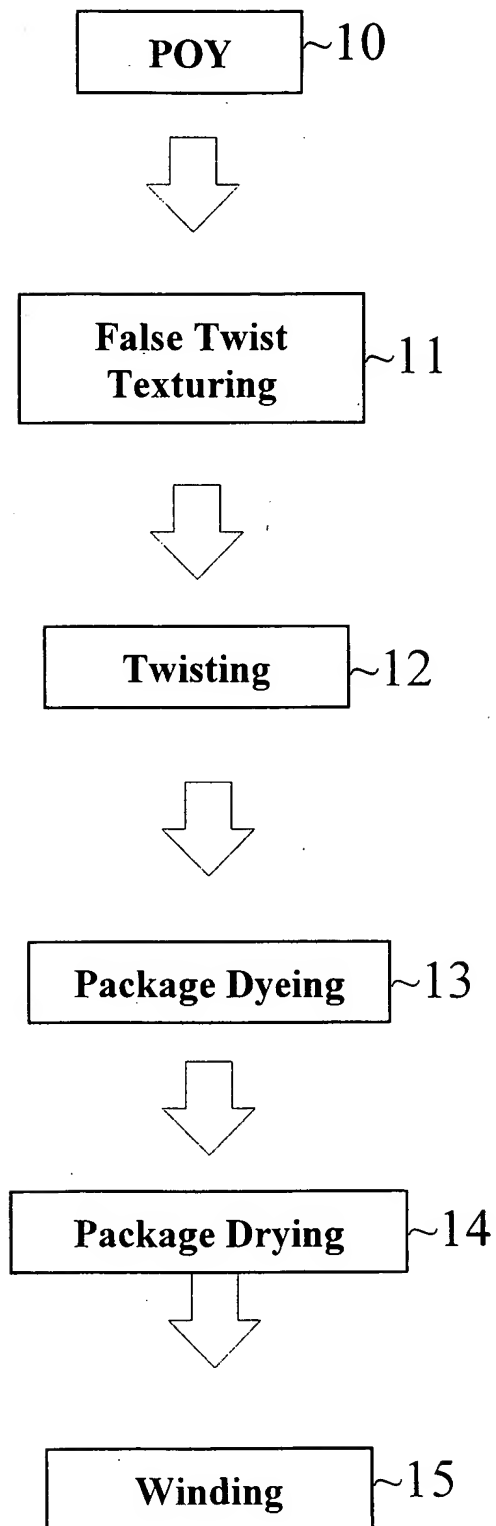 POY ~10
False Twist
Texturing ~11
Twisting ~12
Package Dyeing ~13
Package Drying ~14
Winding ~15